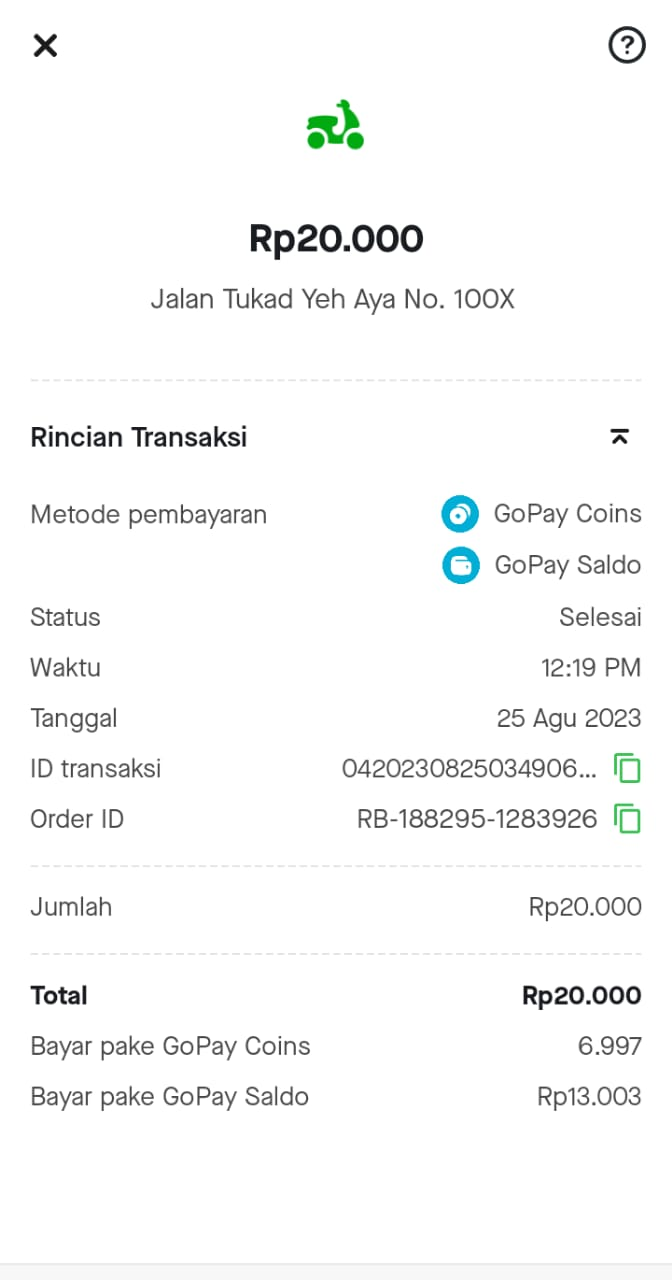 Rp20.000
Jalan Tukad Yeh Aya No. 100X
Rincian Transaksi
Metode pembayaran GoPay Coins
GoPay Saldo
Status Selesai
Waktu 12:19 PM
Tanggal 25 Agu 2023
ID transaksi 0420230825034906...
Order ID RB-188295-1283926
Jumlah Rp20.000
Total Rp20.000
Bayar pake GoPay Coins 6.997
Bayar pake GoPay Saldo Rp13.003